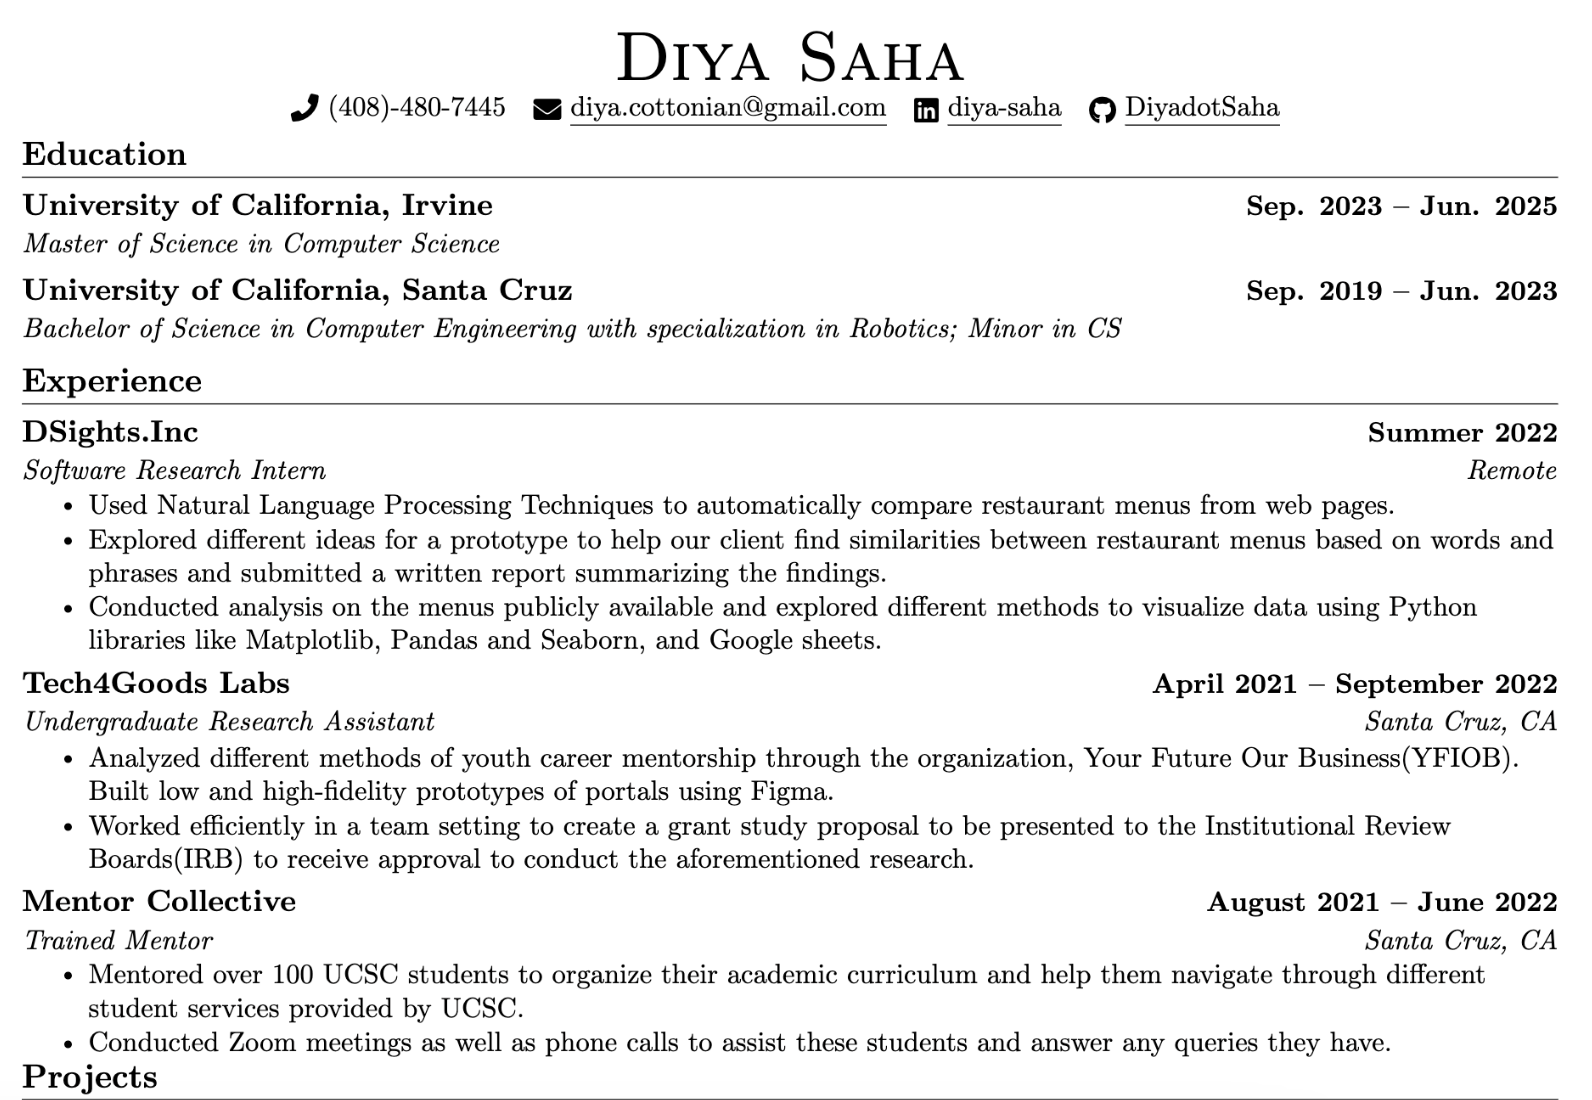 Diya Saha
(408)-480-7445 diya.cottonian@gmail.com diya-saha DiyadotSaha
Education
University of California, Irvine Sep. 2023 – Jun. 2025
Master of Science in Computer Science
University of California, Santa Cruz Sep. 2019 – Jun. 2023
Bachelor of Science in Computer Engineering with specialization in Robotics; Minor in CS
Experience
DSights.Inc Summer 2022
Software Research Intern Remote
• Used Natural Language Processing Techniques to automatically compare restaurant menus from web pages.
• Explored different ideas for a prototype to help our client find similarities between restaurant menus based on words and
phrases and submitted a written report summarizing the findings.
• Conducted analysis on the menus publicly available and explored different methods to visualize data using Python
libraries like Matplotlib, Pandas and Seaborn, and Google sheets.
Tech4Goods Labs April 2021 – September 2022
Undergraduate Research Assistant Santa Cruz, CA
• Analyzed different methods of youth career mentorship through the organization, Your Future Our Business(YFIOB).
Built low and high-fidelity prototypes of portals using Figma.
• Worked efficiently in a team setting to create a grant study proposal to be presented to the Institutional Review
Boards(IRB) to receive approval to conduct the aforementioned research.
Mentor Collective August 2021 – June 2022
Trained Mentor Santa Cruz, CA
• Mentored over 100 UCSC students to organize their academic curriculum and help them navigate through different
student services provided by UCSC.
• Conducted Zoom meetings as well as phone calls to assist these students and answer any queries they have.
Projects